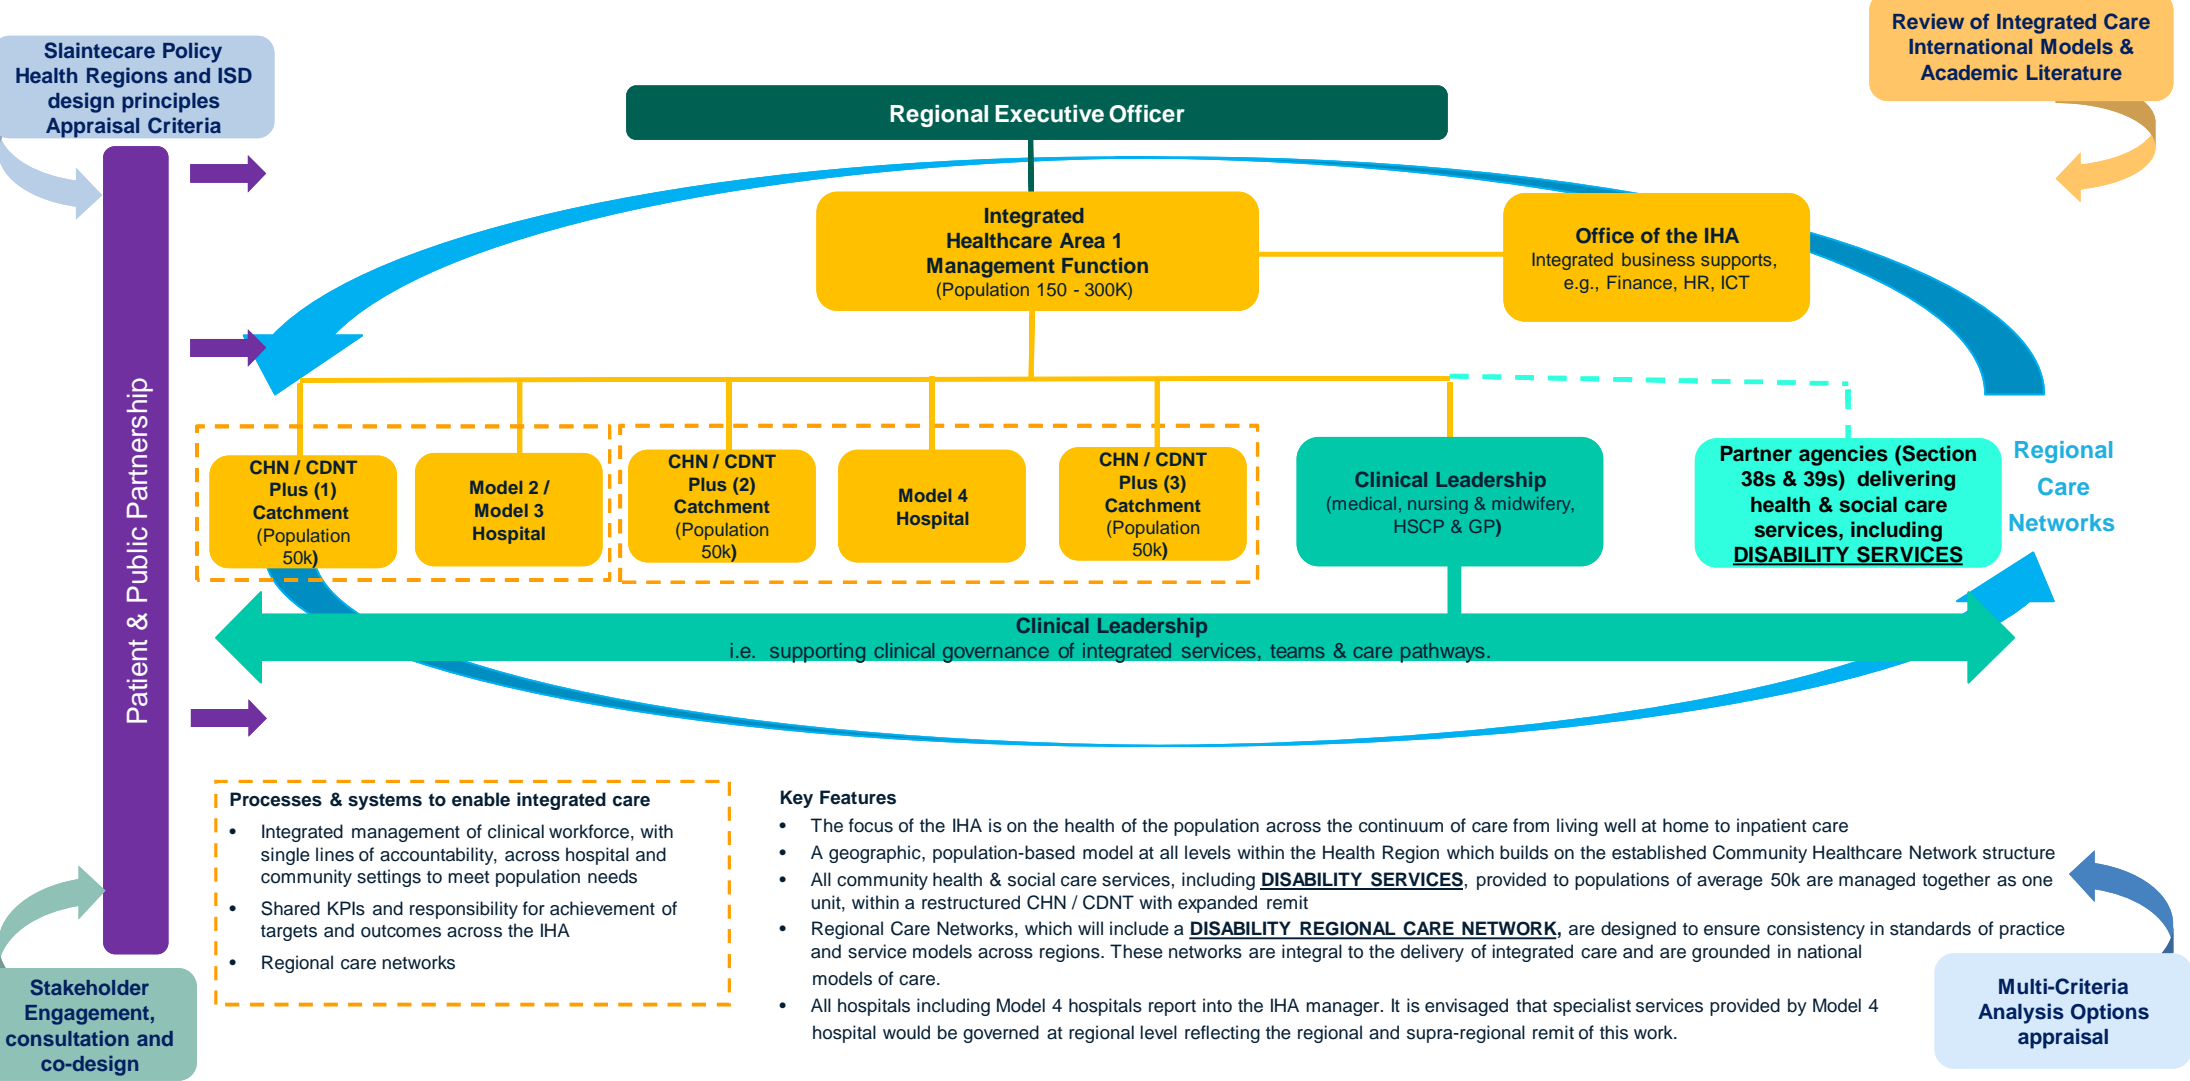 Slaintecare Policy
Health Regions and ISD
design principles
Appraisal Criteria
Review of Integrated Care
International Models &
Academic Literature
Regional Executive Officer
Integrated
Healthcare Area 1
Management Function
(Population 150 - 300K)
Office of the IHA
Integrated business supports,
e.g., Finance, HR, ICT
Patient & Public Partnership
CHN / CDNT
Plus (1)
Catchment
(Population
50k)
Model 2 /
Model 3
Hospital
CHN / CDNT
Plus (2)
Catchment
(Population
50k)
Model 4
Hospital
CHN / CDNT
Plus (3)
Catchment
(Population
50k)
Clinical Leadership
(medical, nursing & midwifery,
HSCP & GP)
Partner agencies (Section
38s & 39s) delivering
health & social care
services, including
DISABILITY SERVICES
Regional
Care
Networks
Clinical Leadership
i.e. supporting clinical governance of integrated services, teams & care pathways.
Processes & systems to enable integrated care
• Integrated management of clinical workforce, with
single lines of accountability, across hospital and
community settings to meet population needs
• Shared KPIs and responsibility for achievement of
targets and outcomes across the IHA
• Regional care networks
Key Features
• The focus of the IHA is on the health of the population across the continuum of care from living well at home to inpatient care
• A geographic, population-based model at all levels within the Health Region which builds on the established Community Healthcare Network structure
• All community health & social care services, including DISABILITY SERVICES, provided to populations of average 50k are managed together as one
unit, within a restructured CHN / CDNT with expanded remit
• Regional Care Networks, which will include a DISABILITY REGIONAL CARE NETWORK, are designed to ensure consistency in standards of practice
and service models across regions. These networks are integral to the delivery of integrated care and are grounded in national
models of care.
• All hospitals including Model 4 hospitals report into the IHA manager. It is envisaged that specialist services provided by Model 4
hospital would be governed at regional level reflecting the regional and supra-regional remit of this work.
Stakeholder
Engagement,
consultation and
co-design
Multi-Criteria
Analysis Options
appraisal